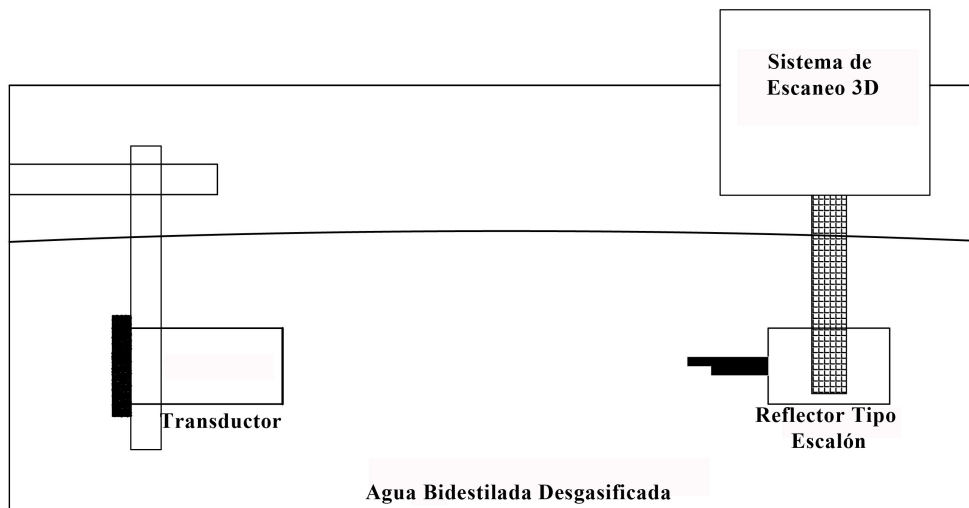 Sistema de
Escaneo 3D
Transductor
Reflector Tipo
Escalón
Agua Bidestilada Desgasificada